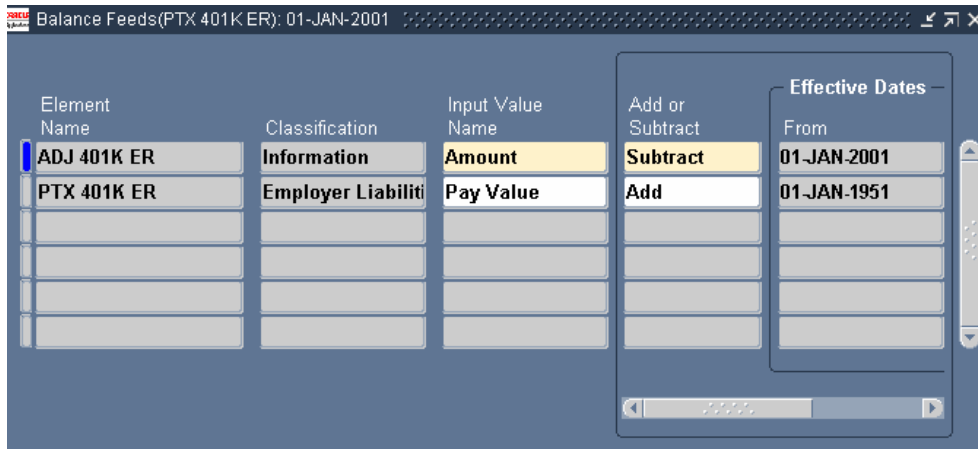 Balance Feeds(PTX 401K ER): 01-JAN-2001
Effective Dates
Element Name
Classification
Input Value Name
Add or Subtract
From
ADJ 401K ER Information Amount Subtract 01-JAN-2001
PTX 401K ER Employer Liabiliti Pay Value Add 01-JAN-1951